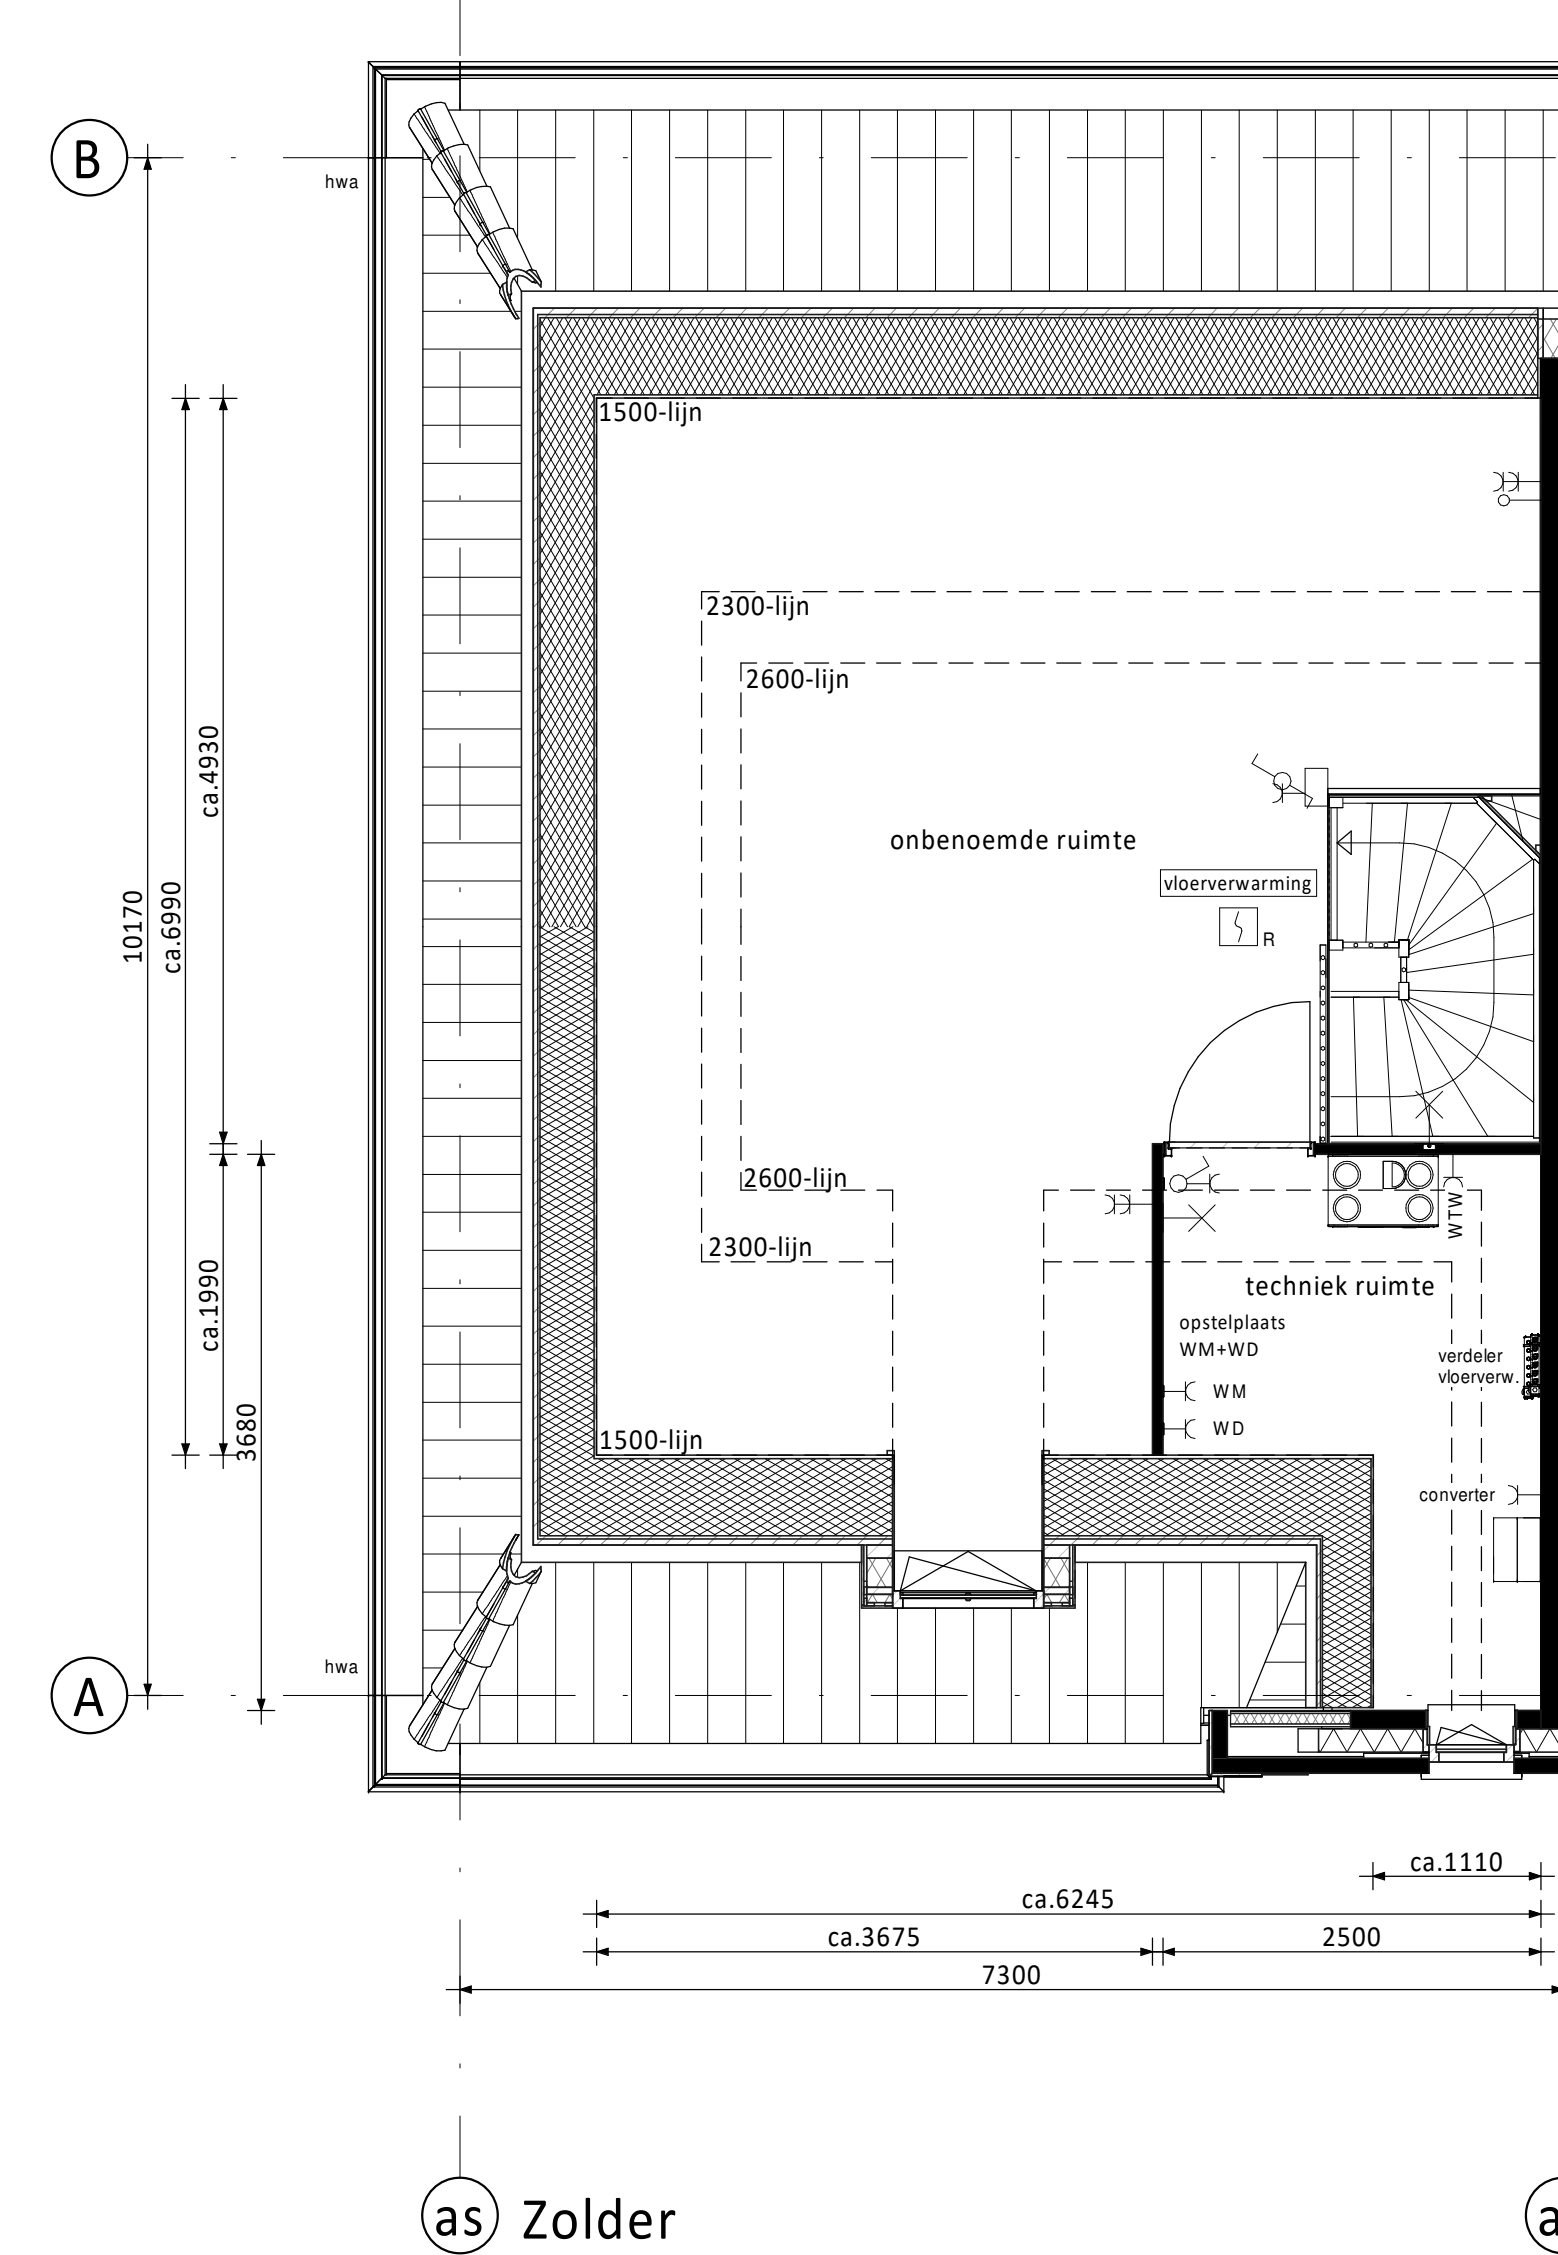 B
hwa
1500-lijn
2300-lijn
2600-lijn
ca.4930
onbenoemde ruimte
vloerverwarming
R
10170
ca.6990
2600-lijn
2300-lijn
WTW
techniek ruimte
ca.1990
opstelplaats
WM+WD
verdeler
vloerverw.
WM
WD
3680
1500-lijn
converter
hwa
A
ca.1110
ca.6245
ca.3675
2500
7300
as
Zolder
a